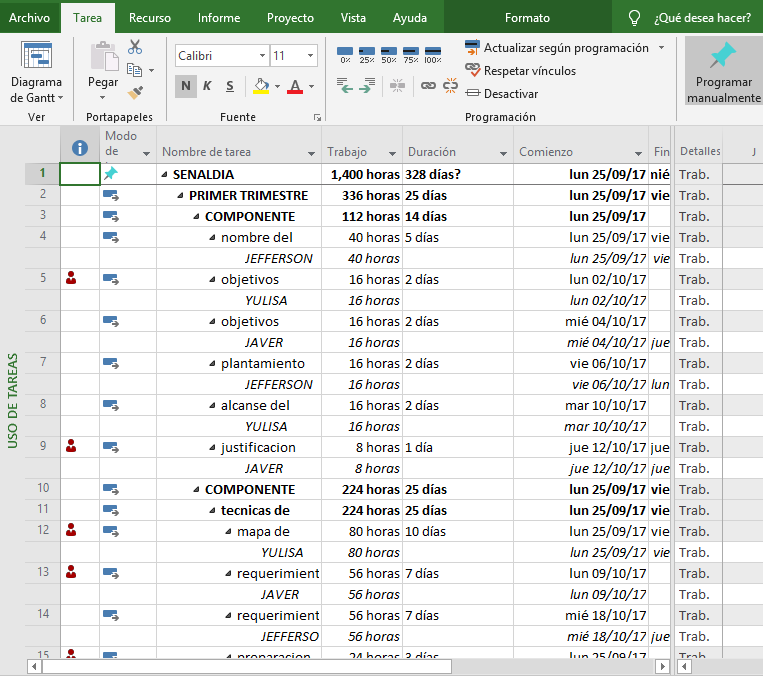 Archivo Tarea Recurso Informe Proyecto Vista Ayuda Formato ¿Qué desea hacer?
Diagrama de Gantt
Ver
Pegar
Portapapeles
Calibri 11
N K S A
Fuente
0% 25% 50% 75% 100%
Actualizar según programación
Respetar vínculos
Desactivar
Programación
Programar manualmente
Modo de Nombre de tarea Trabajo Duración Comienzo Fin Detalles J
USO DE TAREAS
1 SENALDIA 1,400 horas 328 días? lun 25/09/17 nié Trab.
2 PRIMER TRIMESTRE 336 horas 25 días lun 25/09/17 vie Trab.
3 COMPONENTE 112 horas 14 días lun 25/09/17 Trab.
4 nombre del 40 horas 5 días lun 25/09/17 vie Trab.
JEFFERSON 40 horas lun 25/09/17 vie Trab.
5 objetivos 16 horas 2 días lun 02/10/17 Trab.
YULISA 16 horas lun 02/10/17 Trab.
6 objetivos 16 horas 2 días mié 04/10/17 Trab.
JAVER 16 horas mié 04/10/17 jue Trab.
7 plantamiento 16 horas 2 días vie 06/10/17 Trab.
JEFFERSON 16 horas vie 06/10/17 lun Trab.
8 alcanse del 16 horas 2 días mar 10/10/17 Trab.
YULISA 16 horas mar 10/10/17 Trab.
9 justificacion 8 horas 1 día jue 12/10/17 jue Trab.
JAVER 8 horas jue 12/10/17 jue Trab.
10 COMPONENTE 224 horas 25 días lun 25/09/17 vie Trab.
11 tecnicas de 224 horas 25 días lun 25/09/17 vie Trab.
12 mapa de 80 horas 10 días lun 25/09/17 vie Trab.
YULISA 80 horas lun 25/09/17 vie Trab.
13 requerimient 56 horas 7 días lun 09/10/17 Trab.
JAVER 56 horas lun 09/10/17 Trab.
14 requerimient 56 horas 7 días mié 18/10/17 Trab.
JEFFERSO 56 horas mié 18/10/17 jue Trab.
15 preparacion 24 horas 3 días lun 25/09/17 Trab.